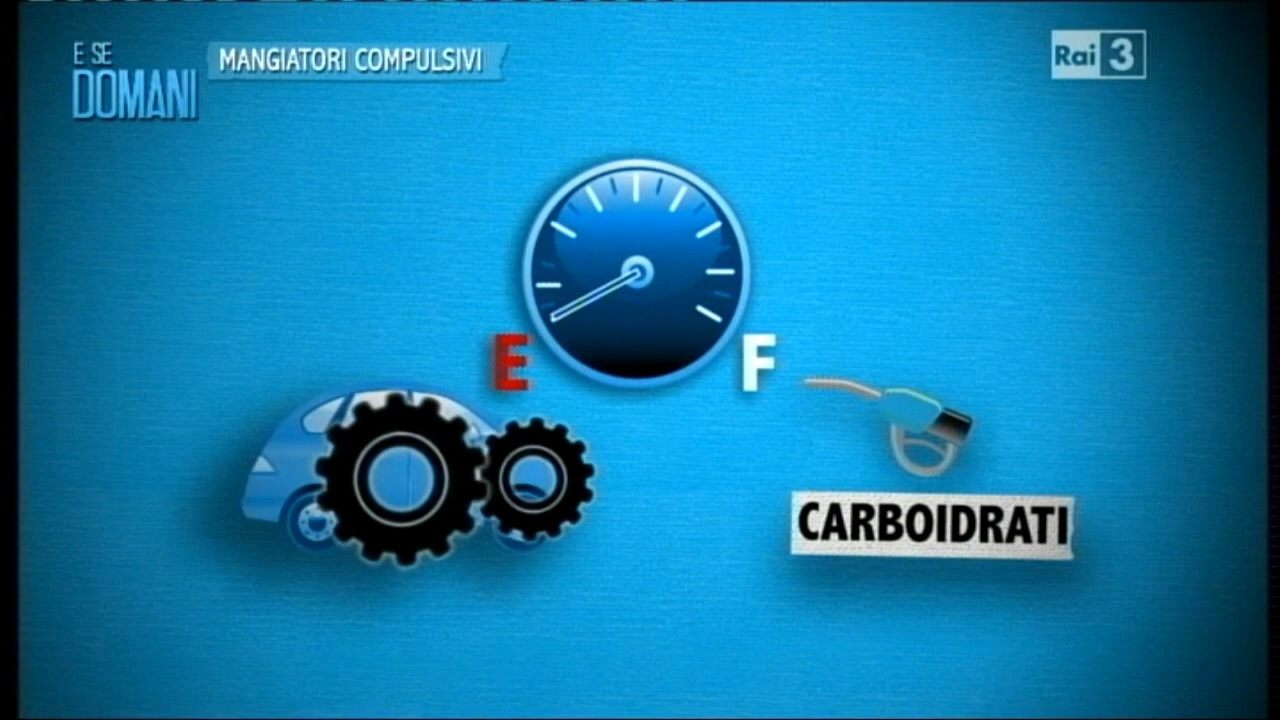 E SE
DOMANI
MANGIATORI COMPULSIVI
Rai 3
E
F
CARBOIDRATI